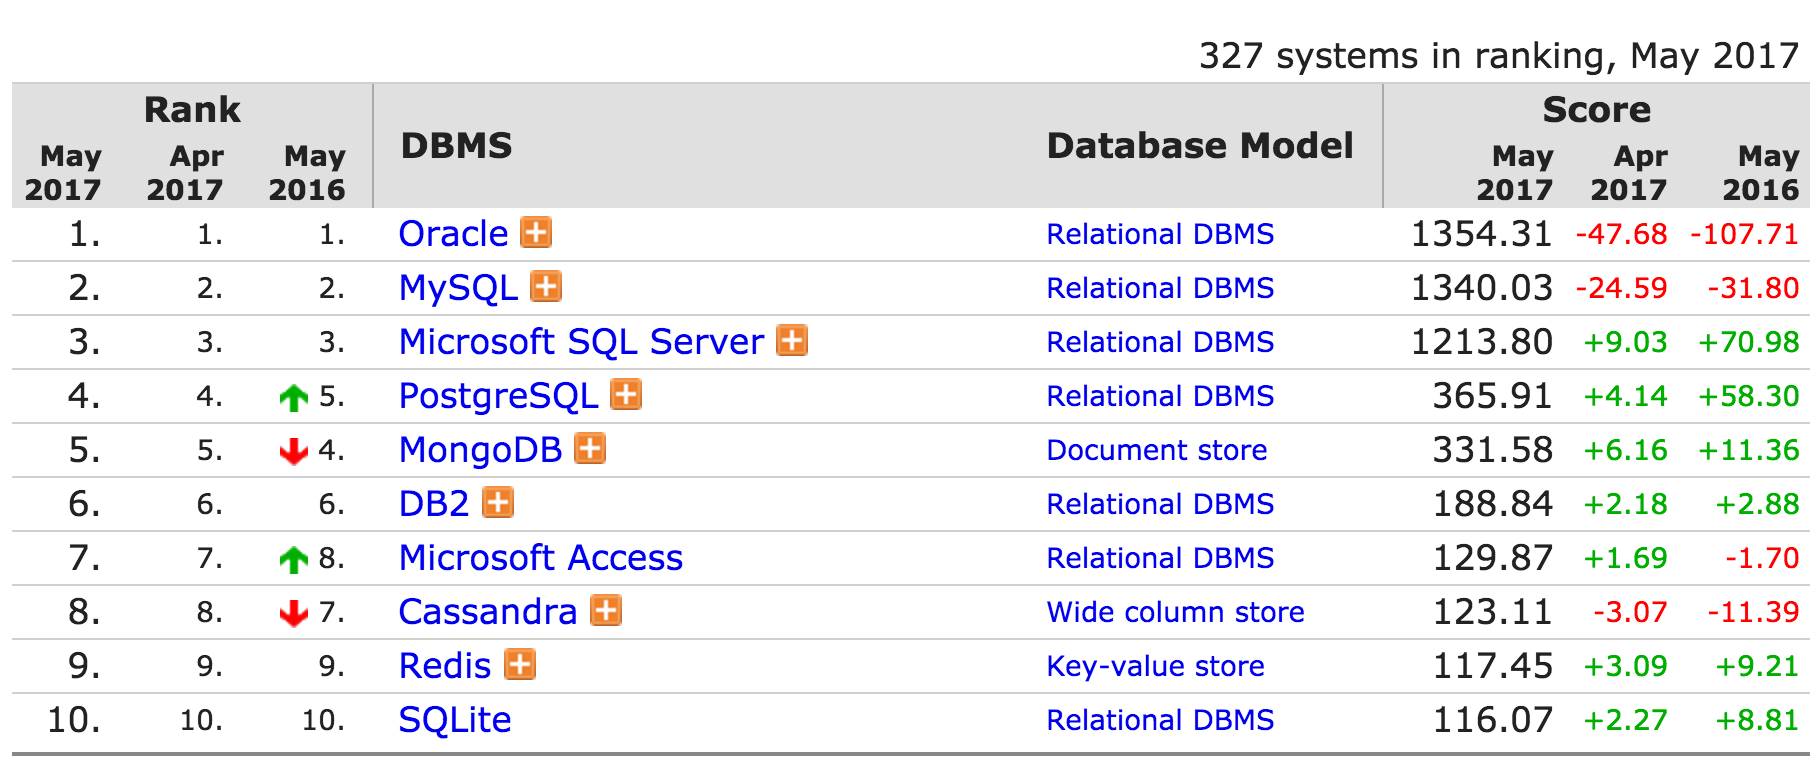 327 systems in ranking, May 2017
Rank DBMS Database Model Score
May 2017 Apr 2017 May 2016 May 2017 Apr 2017 May 2016
1. 1. 1. Oracle Relational DBMS 1354.31 -47.68 -107.71
2. 2. 2. MySQL Relational DBMS 1340.03 -24.59 -31.80
3. 3. 3. Microsoft SQL Server Relational DBMS 1213.80 +9.03 +70.98
4. 4. 5. PostgreSQL Relational DBMS 365.91 +4.14 +58.30
5. 5. 4. MongoDB Document store 331.58 +6.16 +11.36
6. 6. 6. DB2 Relational DBMS 188.84 +2.18 +2.88
7. 7. 8. Microsoft Access Relational DBMS 129.87 +1.69 -1.70
8. 8. 7. Cassandra Wide column store 123.11 -3.07 -11.39
9. 9. 9. Redis Key-value store 117.45 +3.09 +9.21
10. 10. 10. SQLite Relational DBMS 116.07 +2.27 +8.81